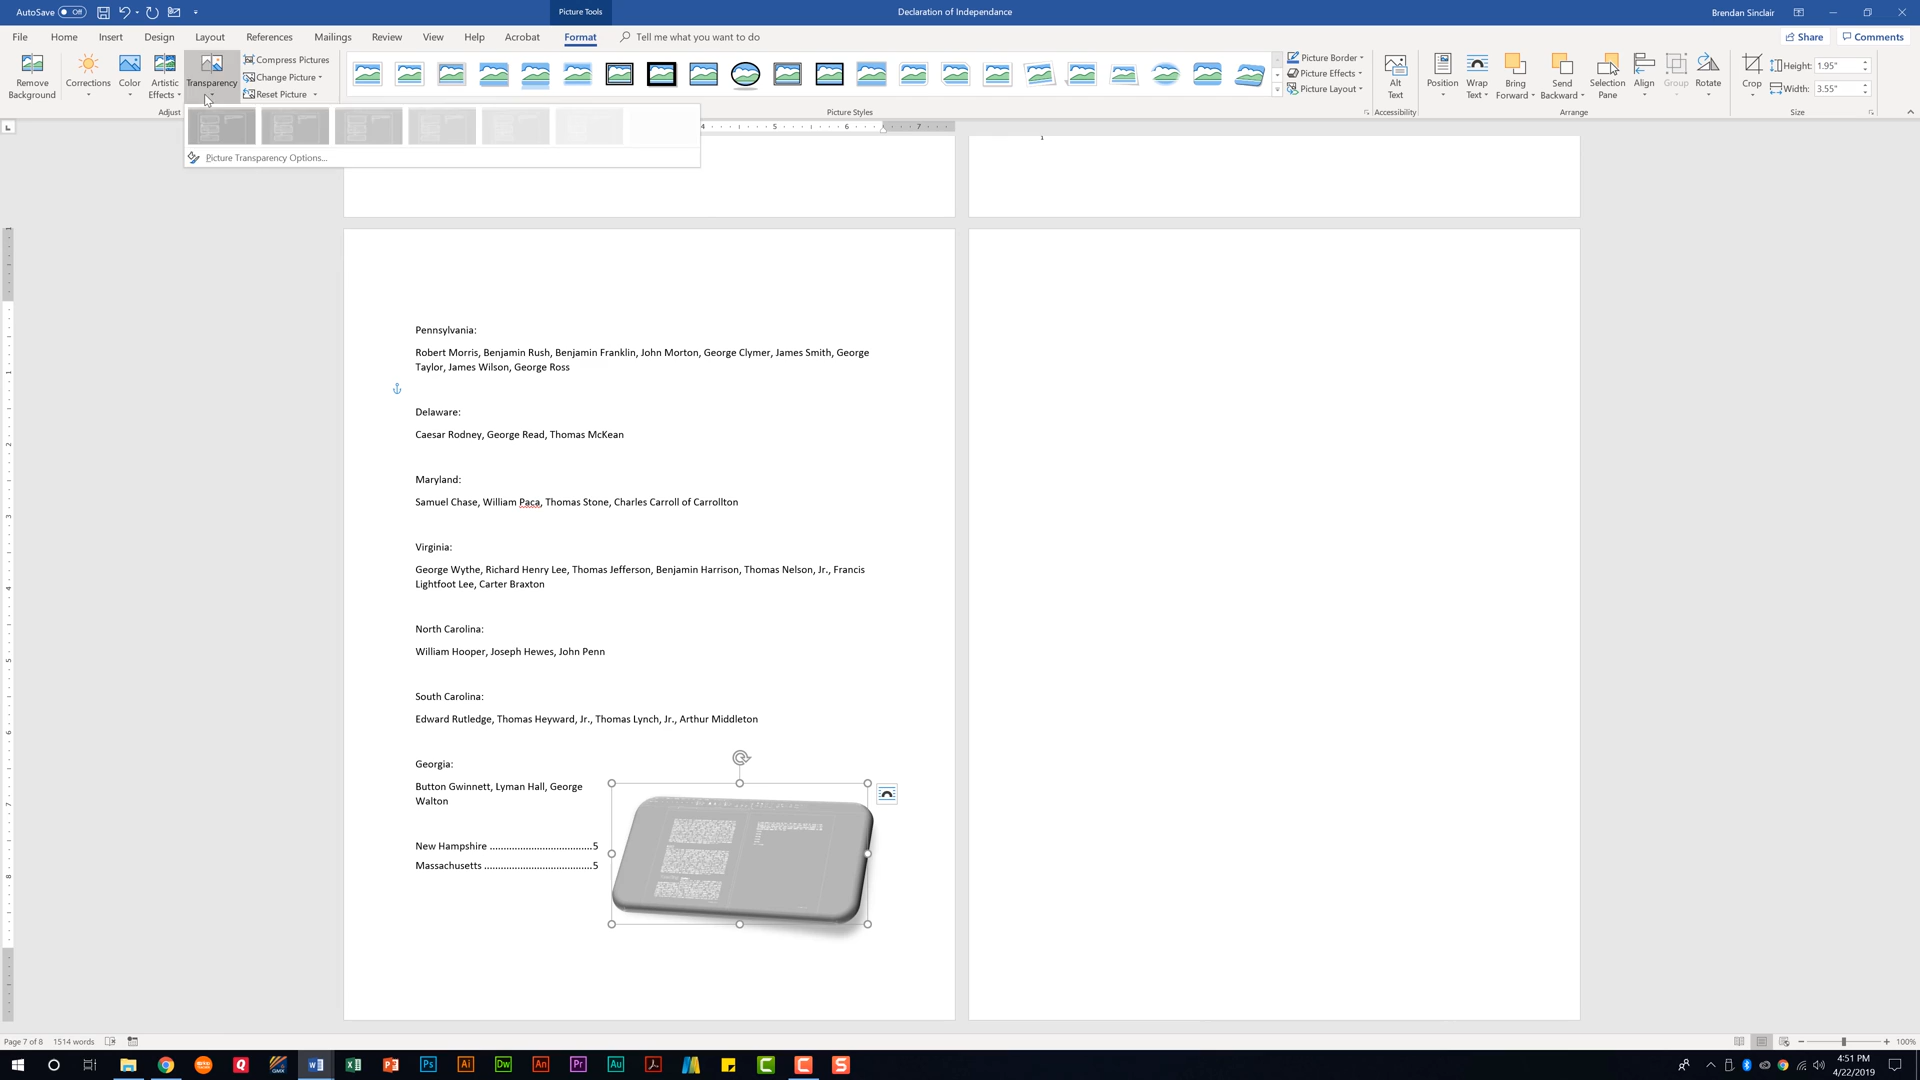 AutoSave Off
Picture Tools
Declaration of Independance
Brendan Sinclair
File Home Insert Design Layout References Mailings Review View Help Acrobat Format Tell me what you want to do
Share Comments
Remove Background
Corrections
Color
Artistic Effects
Transparency
Compress Pictures
Change Picture
Reset Picture
Picture Border
Picture Effects
Picture Layout
Alt Text
Position
Wrap Text
Bring Forward
Send Backward
Selection Pane
Align
Group
Rotate
Crop
Height: 1.95"
Width: 3.55"
Adjust
Picture Styles
Accessibility
Arrange
Size
Picture Transparency Options...
4 5 6 7
1
Pennsylvania:
Robert Morris, Benjamin Rush, Benjamin Franklin, John Morton, George Clymer, James Smith, George
Taylor, James Wilson, George Ross
Delaware:
Caesar Rodney, George Read, Thomas McKean
Maryland:
Samuel Chase, William Paca, Thomas Stone, Charles Carroll of Carrollton
Virginia:
George Wythe, Richard Henry Lee, Thomas Jefferson, Benjamin Harrison, Thomas Nelson, Jr., Francis
Lightfoot Lee, Carter Braxton
North Carolina:
William Hooper, Joseph Hewes, John Penn
South Carolina:
Edward Rutledge, Thomas Heyward, Jr., Thomas Lynch, Jr., Arthur Middleton
Georgia:
Button Gwinnett, Lyman Hall, George
Walton
New Hampshire .....................................5
Massachusetts .......................................5
Page 7 of 8 1514 words
100%
4:51 PM
4/22/2019